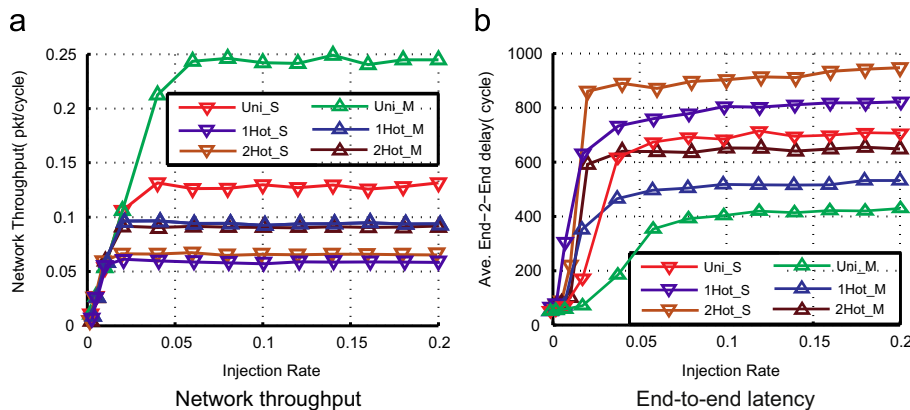 a
b
Network Throughput( pkt/cycle)
0.25
0.2
0.15
0.1
0.05
0
Uni_S
Uni_M
1Hot_S
1Hot_M
2Hot_S
2Hot_M
0
0.05
0.1
0.15
0.2
Injection Rate
Network throughput
Ave. End-2-End delay( cycle)
1000
800
600
400
200
0
Uni_S
Uni_M
1Hot_S
1Hot_M
2Hot_S
2Hot_M
0
0.05
0.1
0.15
0.2
Injection Rate
End-to-end latency